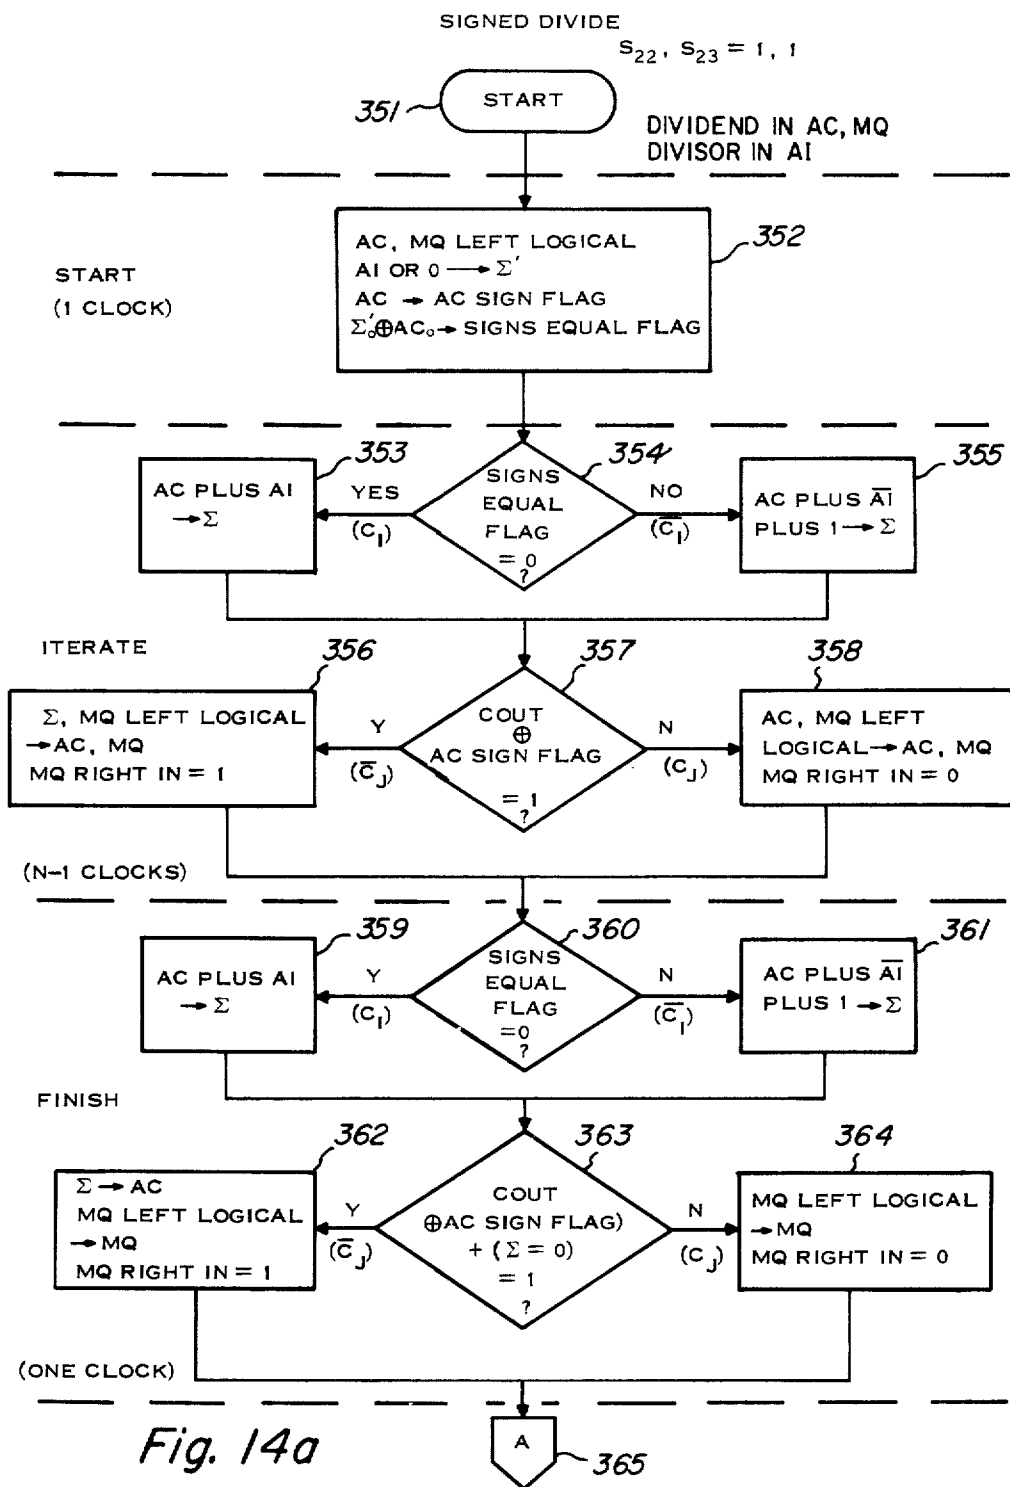 SIGNED DIVIDE
S22, S23 = 1, 1
351
START
DIVIDEND IN AC, MQ
DIVISOR IN AI
START
(1 CLOCK)
352
AC, MQ LEFT LOGICAL
AI OR 0 → Σ'
AC → AC SIGN FLAG
Σ'₀⊕AC₀→ SIGNS EQUAL FLAG
353
AC PLUS AI
→ Σ
YES
(CI)
354
SIGNS
EQUAL
FLAG
= 0
?
NO
(C̅I)
355
AC PLUS A̅I̅
PLUS 1 → Σ
ITERATE
356
Σ, MQ LEFT LOGICAL
→ AC, MQ
MQ RIGHT IN = 1
Y
(C̅J)
357
COUT
⊕
AC SIGN FLAG
= 1
?
N
(CJ)
358
AC, MQ LEFT
LOGICAL → AC, MQ
MQ RIGHT IN = 0
(N-1 CLOCKS)
359
AC PLUS AI
→ Σ
Y
(CI)
360
SIGNS
EQUAL
FLAG
=0
?
N
(C̅I)
361
AC PLUS A̅I̅
PLUS 1 → Σ
FINISH
362
Σ → AC
MQ LEFT LOGICAL
→ MQ
MQ RIGHT IN = 1
Y
(C̅J)
363
COUT
⊕AC SIGN FLAG)
+ (Σ = 0)
= 1
?
N
(CJ)
364
MQ LEFT LOGICAL
→ MQ
MQ RIGHT IN = 0
(ONE CLOCK)
A
365
Fig. 14a